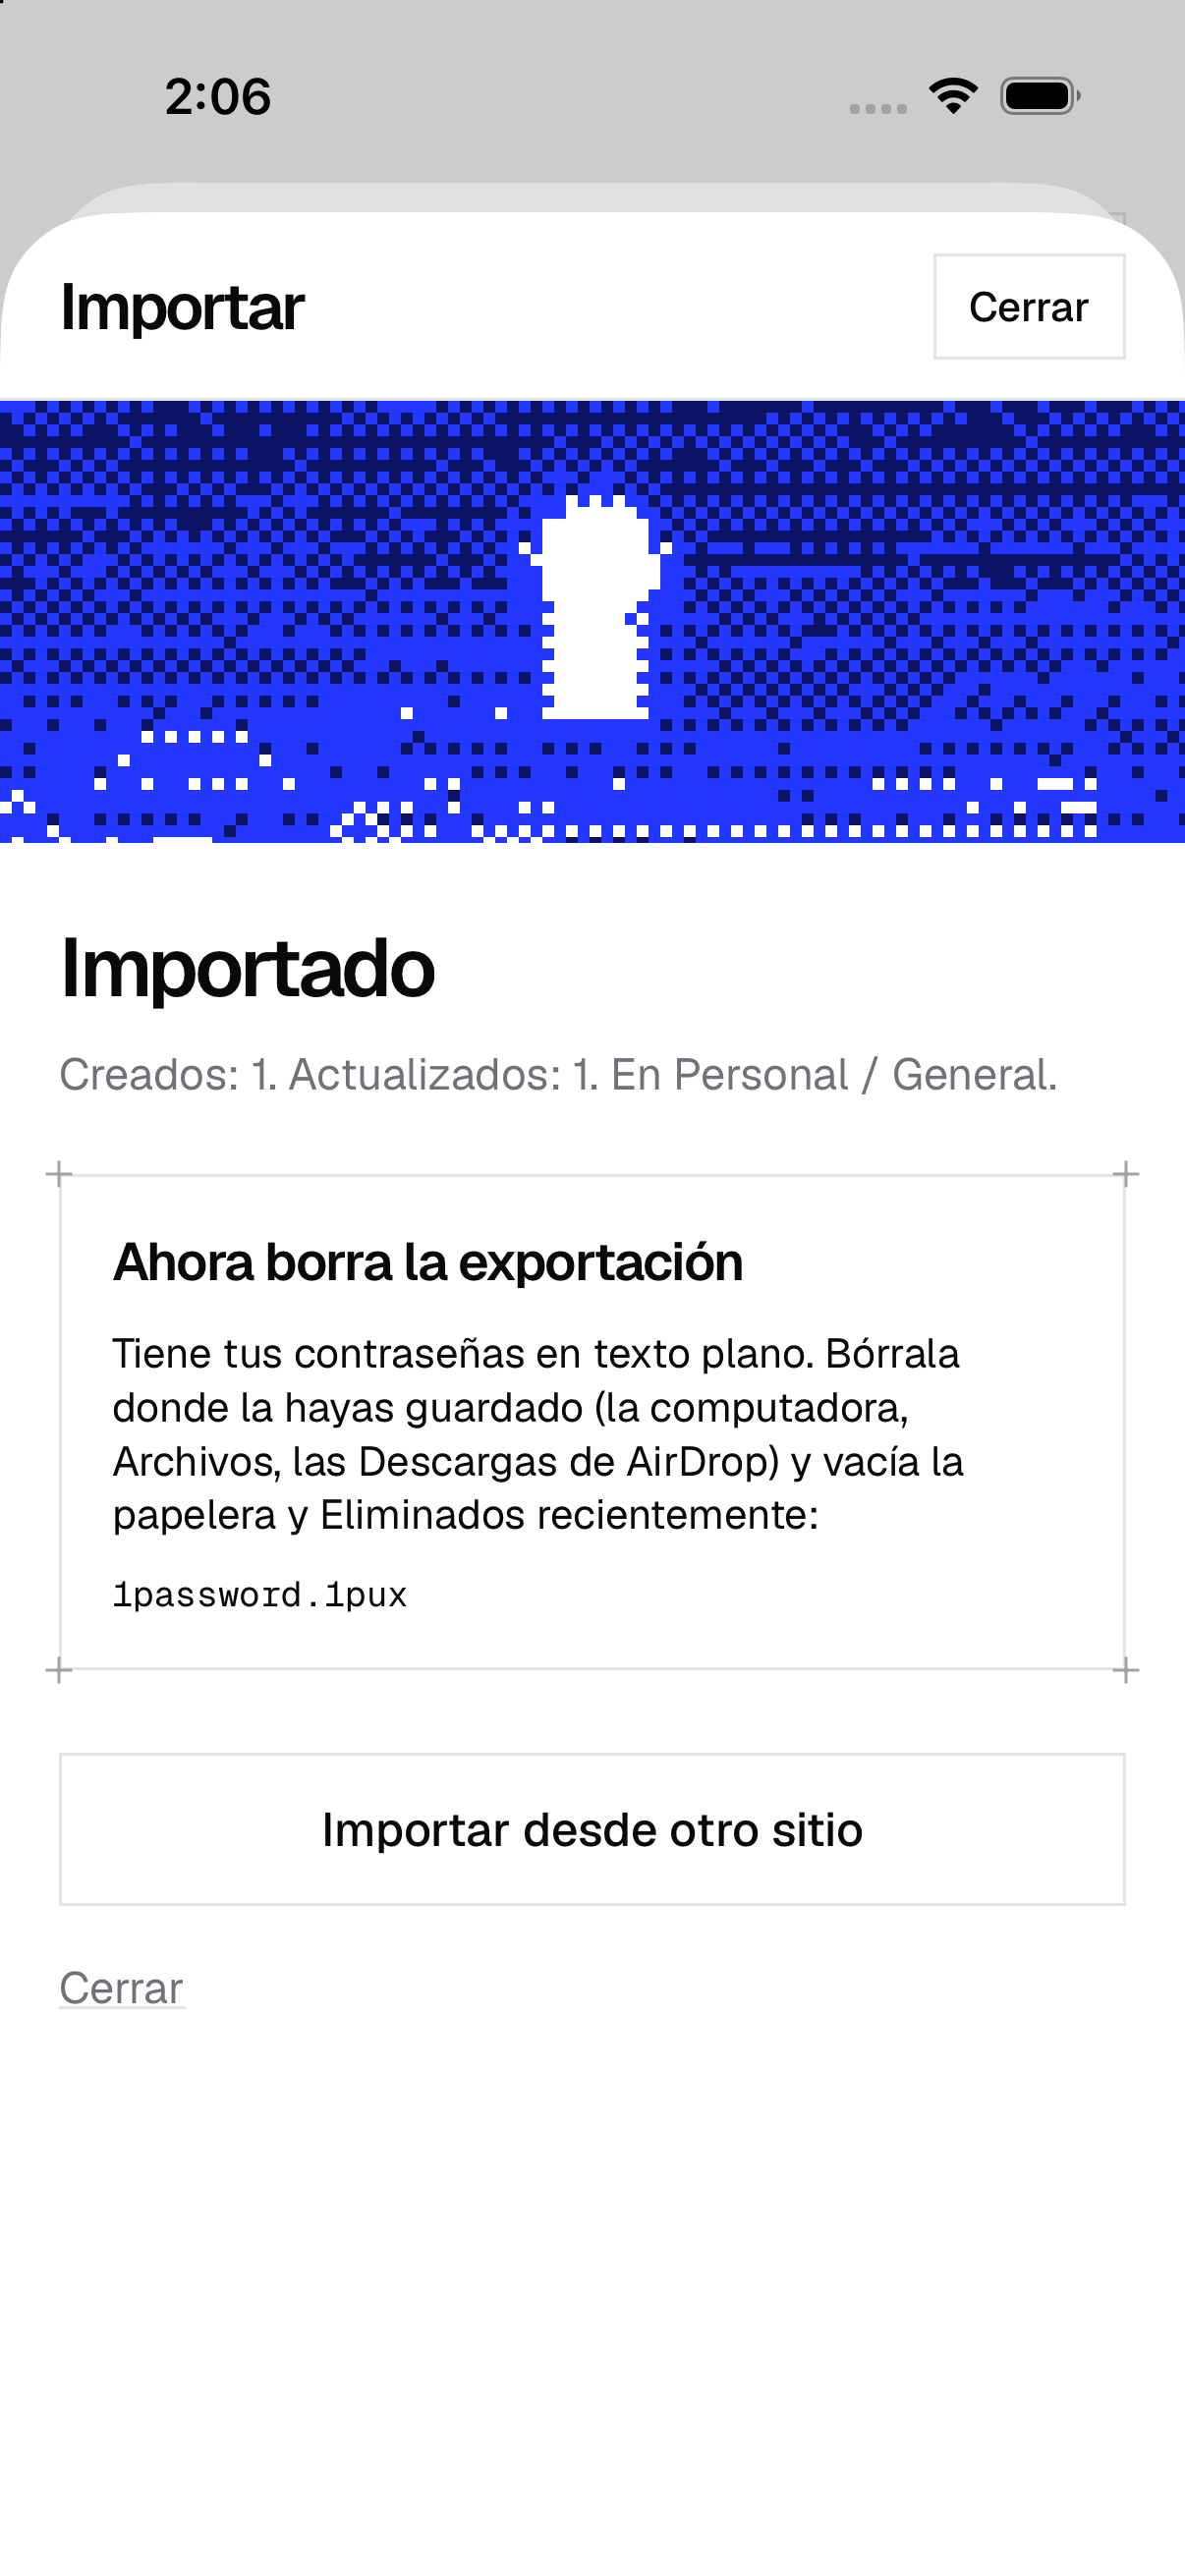 2:06
Importar
Cerrar
Importado
Creados: 1. Actualizados: 1. En Personal / General.
Ahora borra la exportación
Tiene tus contraseñas en texto plano. Bórrala
donde la hayas guardado (la computadora,
Archivos, las Descargas de AirDrop) y vacía la
papelera y Eliminados recientemente:
1password.1pux
Importar desde otro sitio
Cerrar